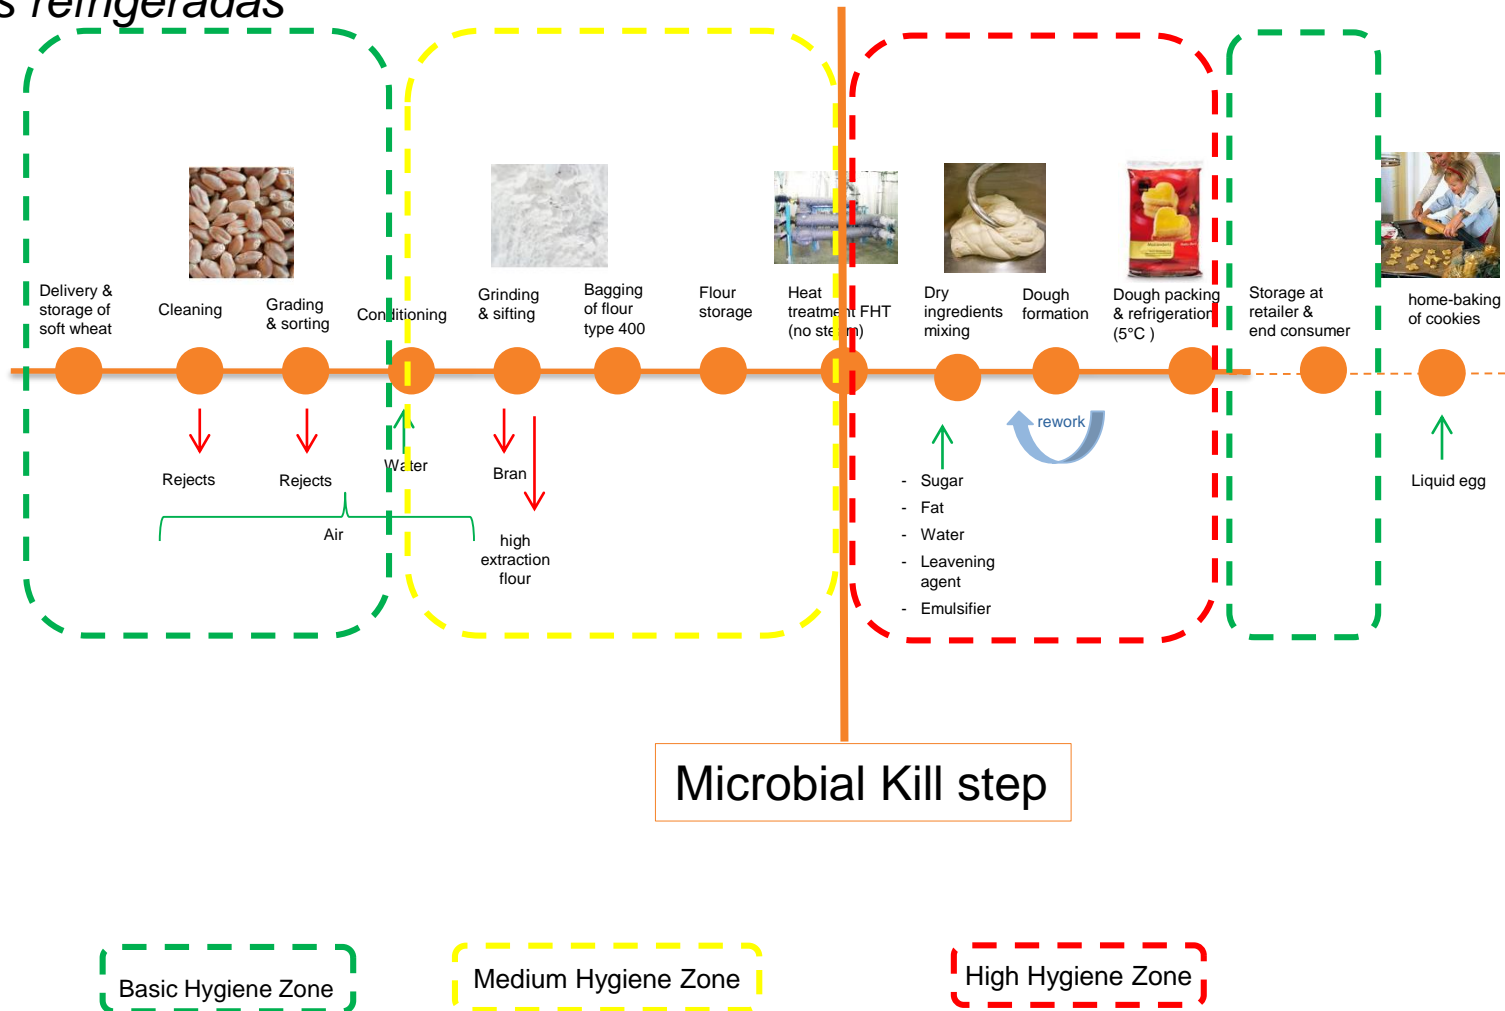 s refrigeradas
Delivery &
storage of
soft wheat
Cleaning
Grading
& sorting
Conditioning
Grinding
& sifting
Bagging
of flour
type 400
Flour
storage
Heat
treatment FHT
(no steam)
Dry
ingredients
mixing
Dough
formation
Dough packing
& refrigeration
(5°C )
Storage at
retailer &
end consumer
home-baking
of cookies
Rejects
Rejects
Water
Air
Bran
high
extraction
flour
rework
- Sugar
- Fat
- Water
- Leavening
agent
- Emulsifier
Liquid egg
Microbial Kill step
Basic Hygiene Zone
Medium Hygiene Zone
High Hygiene Zone